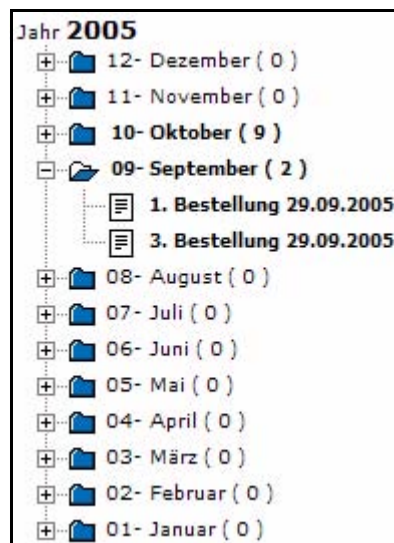 Jahr 2005
12- Dezember ( 0 )
11- November ( 0 )
10- Oktober ( 9 )
09- September ( 2 )
1. Bestellung 29.09.2005
3. Bestellung 29.09.2005
08- August ( 0 )
07- Juli ( 0 )
06- Juni ( 0 )
05- Mai ( 0 )
04- April ( 0 )
03- März ( 0 )
02- Februar ( 0 )
01- Januar ( 0 )